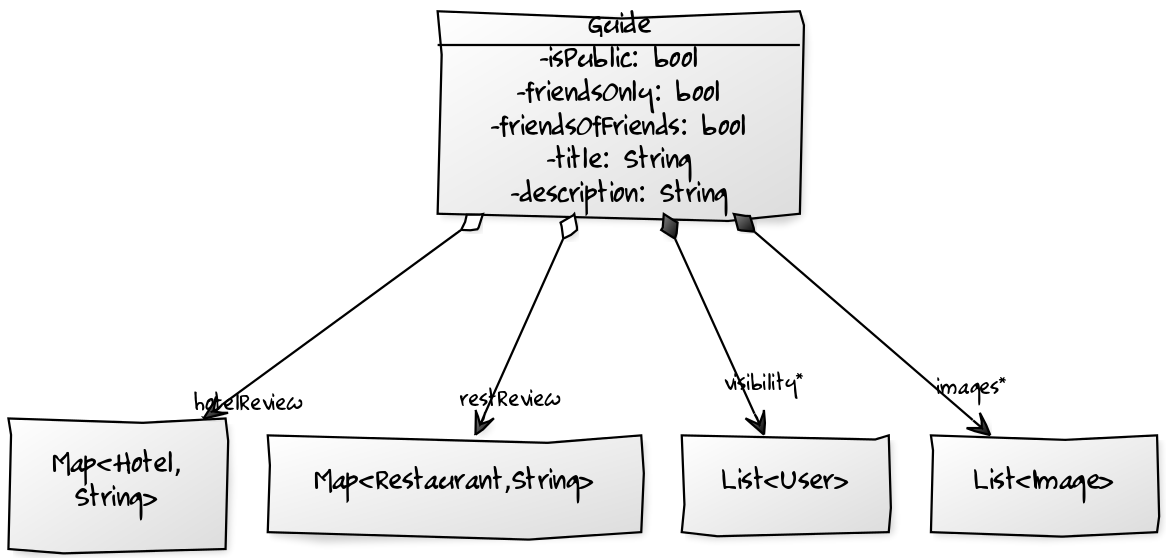 Guide
-isPublic: bool
-friendsOnly: bool
-friendsOfFriends: bool
-title: String
-description: String
hotelReview
restReview
visibility*
images*
Map<Hotel,
String>
Map<Restaurant,String>
List<User>
List<Image>